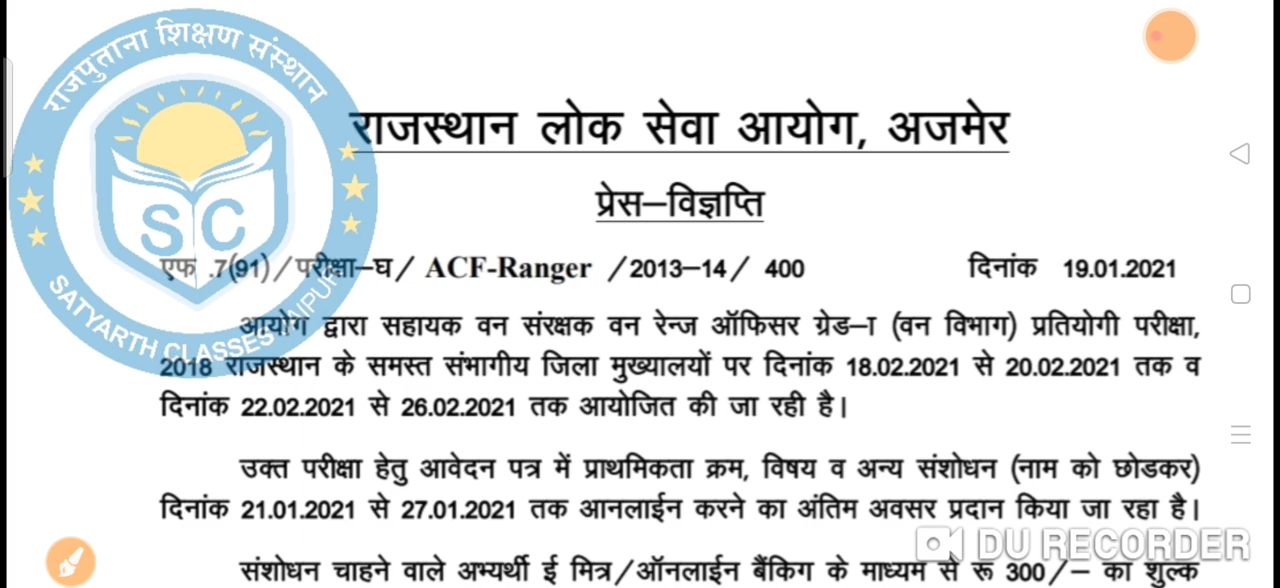 राजपुताना शिक्षण संस्थान
SC
SATYARTH CLASSES JAIPUR
राजस्थान लोक सेवा आयोग, अजमेर
प्रेस–विज्ञप्ति
एफ .7(91)/परीक्षा–घ/ ACF-Ranger /2013–14/ 400 दिनांक 19.01.2021
आयोग द्वारा सहायक वन संरक्षक वन रेन्ज ऑफिसर ग्रेड–I (वन विभाग) प्रतियोगी परीक्षा,
2018 राजस्थान के समस्त संभागीय जिला मुख्यालयों पर दिनांक 18.02.2021 से 20.02.2021 तक व
दिनांक 22.02.2021 से 26.02.2021 तक आयोजित की जा रही है।
उक्त परीक्षा हेतु आवेदन पत्र में प्राथमिकता क्रम, विषय व अन्य संशोधन (नाम को छोडकर)
दिनांक 21.01.2021 से 27.01.2021 तक आनलाईन करने का अंतिम अवसर प्रदान किया जा रहा है।
DU RECORDER
संशोधन चाहने वाले अभ्यर्थी ई मित्र/ऑनलाईन बैंकिग के माध्यम से रू 300/– का शुल्क